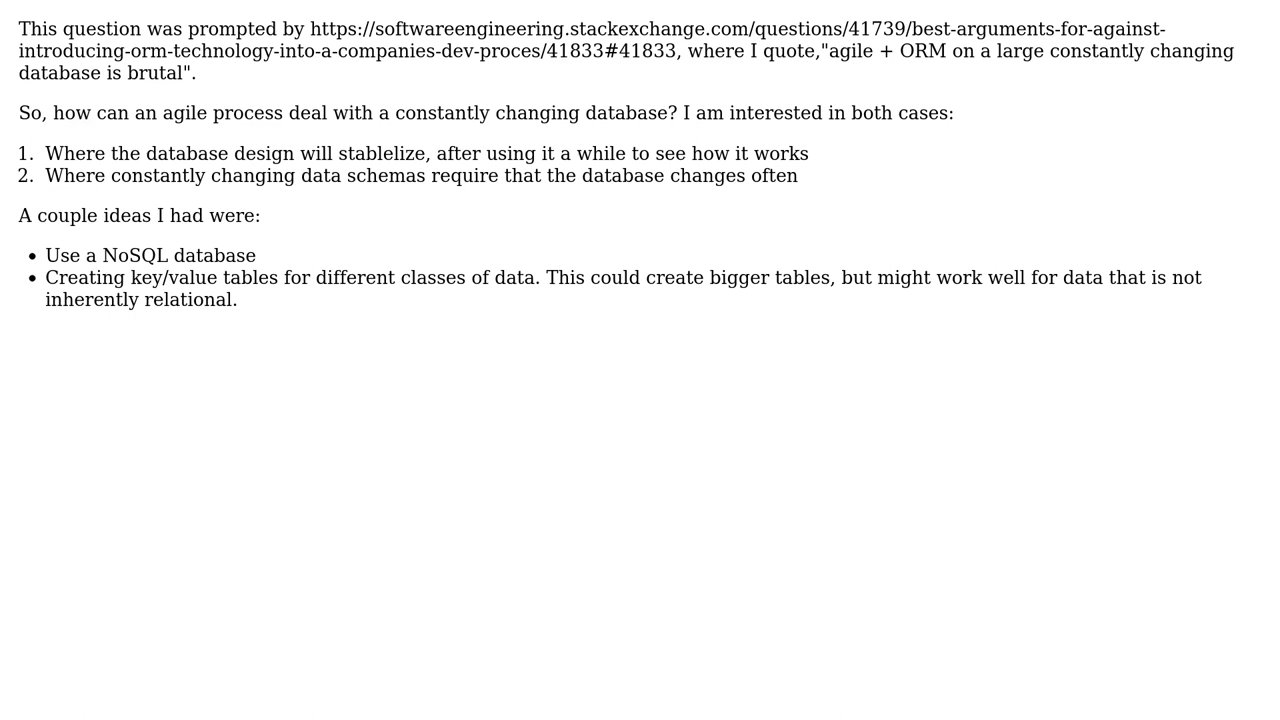 This question was prompted by https://softwareengineering.stackexchange.com/questions/41739/best-arguments-for-against-
introducing-orm-technology-into-a-companies-dev-proces/41833#41833, where I quote,"agile + ORM on a large constantly changing
database is brutal".
So, how can an agile process deal with a constantly changing database? I am interested in both cases:
1. Where the database design will stablelize, after using it a while to see how it works
2. Where constantly changing data schemas require that the database changes often
A couple ideas I had were:
• Use a NoSQL database
• Creating key/value tables for different classes of data. This could create bigger tables, but might work well for data that is not
inherently relational.